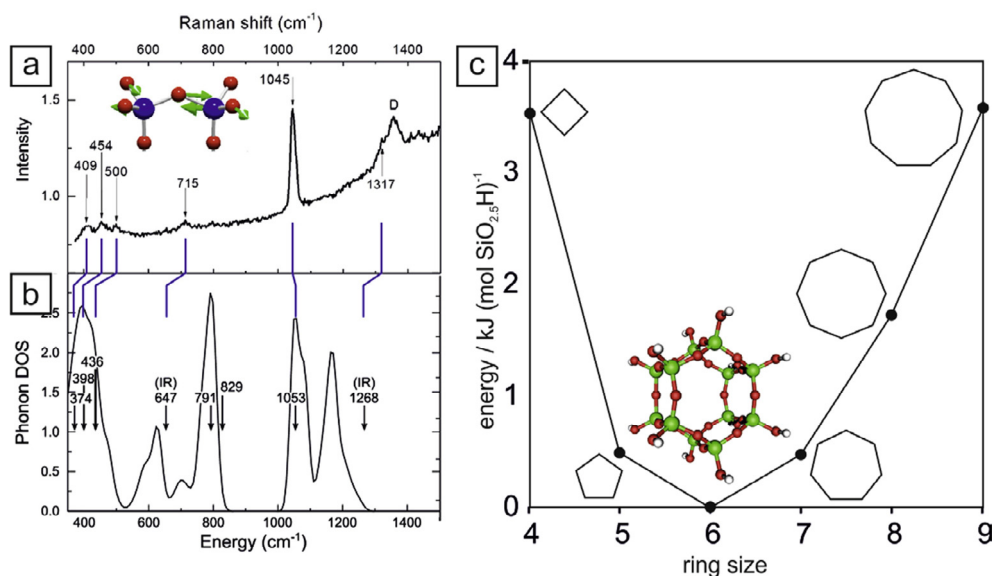 Raman shift (cm-1)
400 600 800 1000 1200 1400
a
1045
1.5
D
Intensity
454
409
500
715
1317
1.0
b
2.5
2.0
Phonon DOS
1.5
436
398
374
(IR)
647
791
829
1053
(IR)
1268
1.0
0.5
0.0
400 600 800 1000 1200 1400
Energy (cm-1)
c
4
3
2
1
0
energy / kJ (mol SiO2.5H)-1
4 5 6 7 8 9
ring size